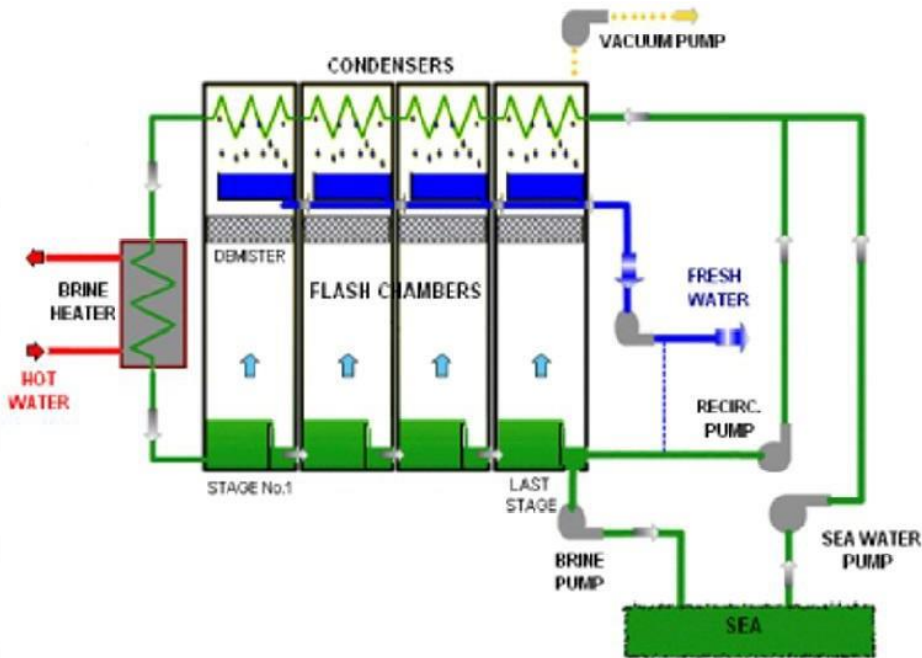 VACUUM PUMP
CONDENSERS
DEMISTER
FLASH CHAMBERS
BRINE
HEATER
HOT
WATER
FRESH
WATER
RECIRC.
PUMP
STAGE No.1
LAST
STAGE
BRINE
PUMP
SEA WATER
PUMP
SEA